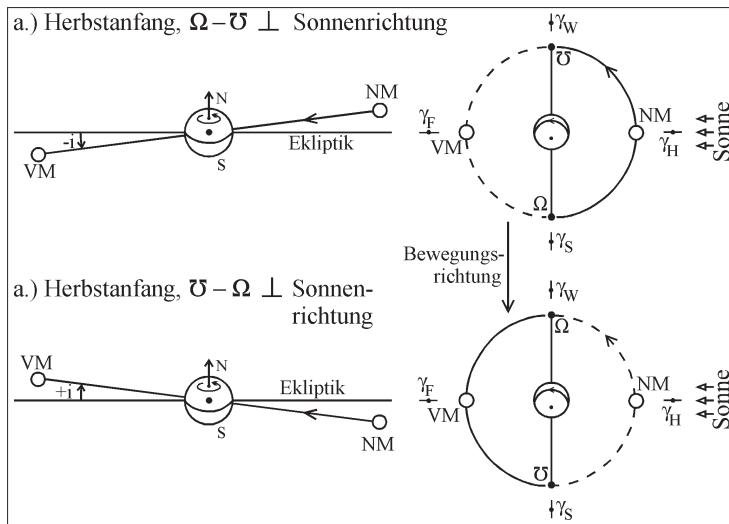 a.) Herbstanfang, Ω – ℧ ⊥ Sonnenrichtung
γW
℧
N
NM
-i
Ekliptik
VM
S
γF
VM
NM
γH
Sonne
Ω
γS
Bewegungs-
richtung
a.) Herbstanfang, ℧ – Ω ⊥ Sonnen-
richtung
γW
Ω
VM
N
+i
Ekliptik
S
NM
γF
VM
NM
γH
Sonne
℧
γS